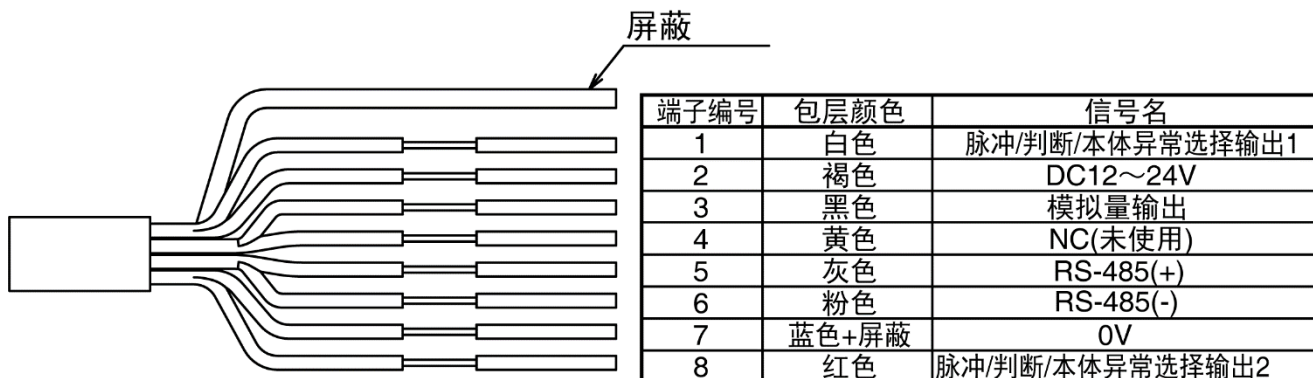 屏蔽
端子编号 包层颜色 信号名
1 白色 脉冲/判断/本体异常选择输出1
2 褐色 DC12～24V
3 黑色 模拟量输出
4 黄色 NC(未使用)
5 灰色 RS-485(+)
6 粉色 RS-485(-)
7 蓝色+屏蔽 0V
8 红色 脉冲/判断/本体异常选择输出2